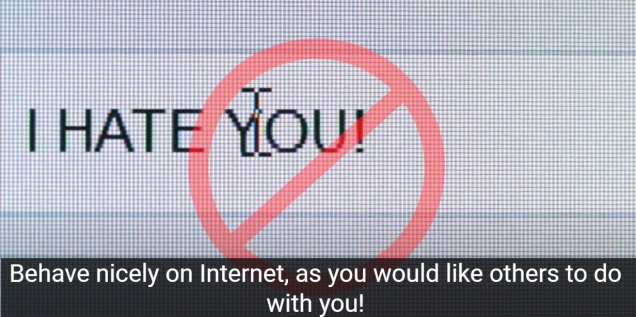 I HATE YOU!
Behave nicely on Internet, as you would like others to do
with you!